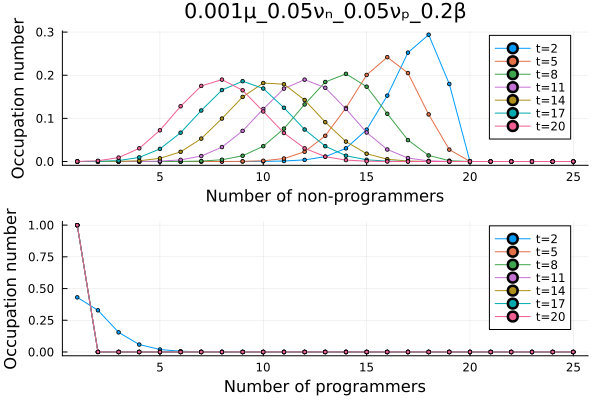 0.001μ_0.05νₙ_0.05νₚ_0.2β
Occupation number
0.3
0.2
0.1
0.0
t=2
t=5
t=8
t=11
t=14
t=17
t=20
5 10 15 20 25
Number of non-programmers
Occupation number
1.00
0.75
0.50
0.25
0.00
t=2
t=5
t=8
t=11
t=14
t=17
t=20
5 10 15 20 25
Number of programmers